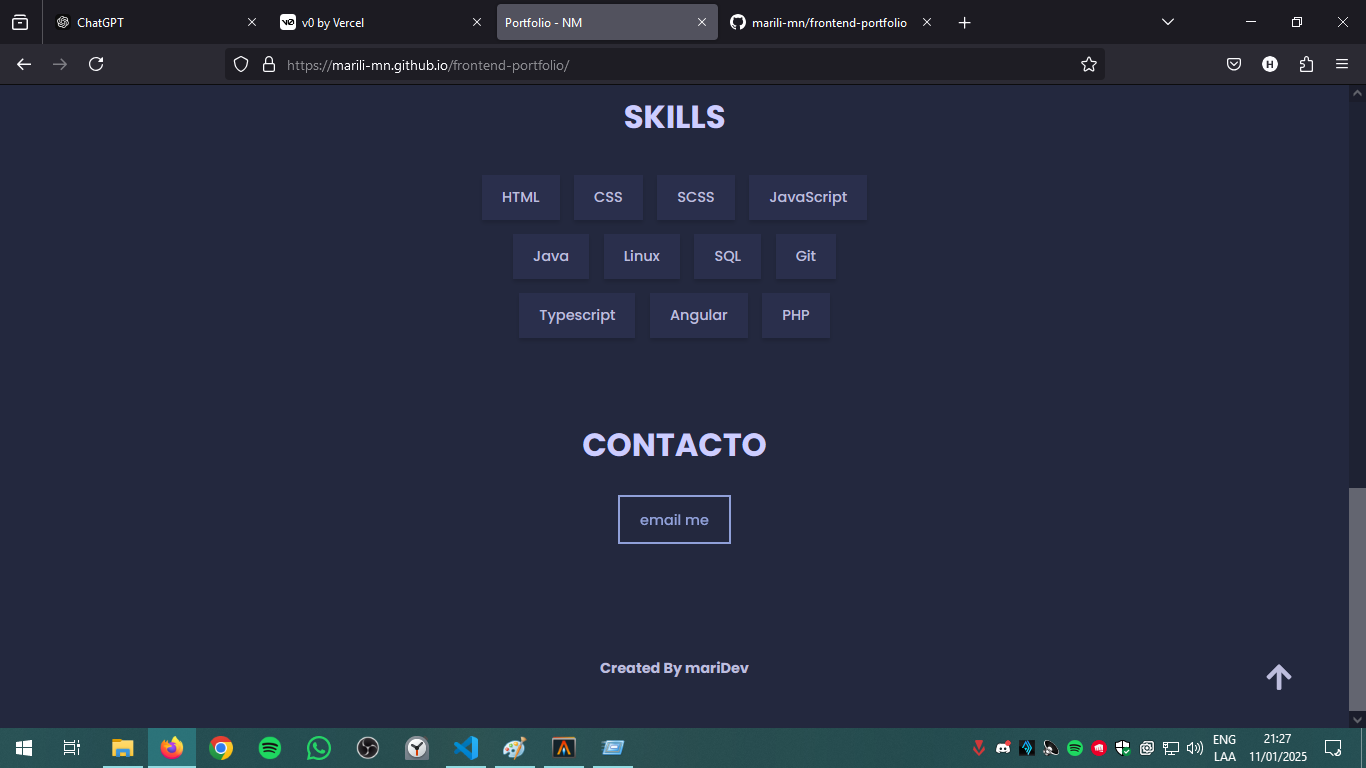 ChatGPT
v0 by Vercel
Portfolio - NM
marili-mn/frontend-portfolio
https://marili-mn.github.io/frontend-portfolio/
H
SKILLS
HTML CSS SCSS JavaScript
Java Linux SQL Git
Typescript Angular PHP
CONTACTO
email me
Created By mariDev
ENG 21:27
LAA 11/01/2025